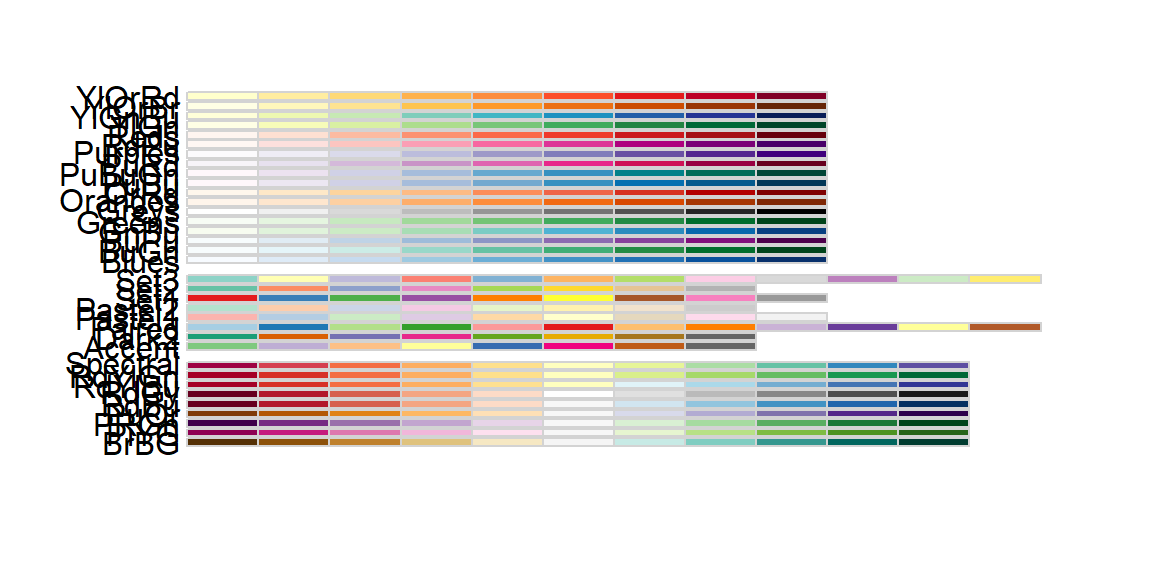 YlOrRd
YlOrBr
YlGnBu
YlGn
Reds
RdPu
Purples
PuRd
PuBuGn
PuBu
OrRd
Oranges
Greys
Greens
GnBu
BuPu
BuGn
Blues
Set3
Set2
Set1
Pastel2
Pastel1
Paired
Dark2
Accent
Spectral
RdYlGn
RdYlBu
RdGy
RdBu
PuOr
PRGn
PiYG
BrBG